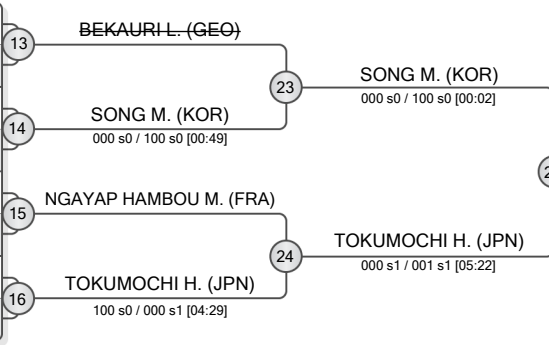 13
BEKAURI L. (GEO)
23
SONG M. (KOR)
000 s0 / 100 s0 [00:02]
14
SONG M. (KOR)
000 s0 / 100 s0 [00:49]
15
NGAYAP HAMBOU M. (FRA)
24
TOKUMOCHI H. (JPN)
000 s1 / 001 s1 [05:22]
16
TOKUMOCHI H. (JPN)
100 s0 / 000 s1 [04:29]